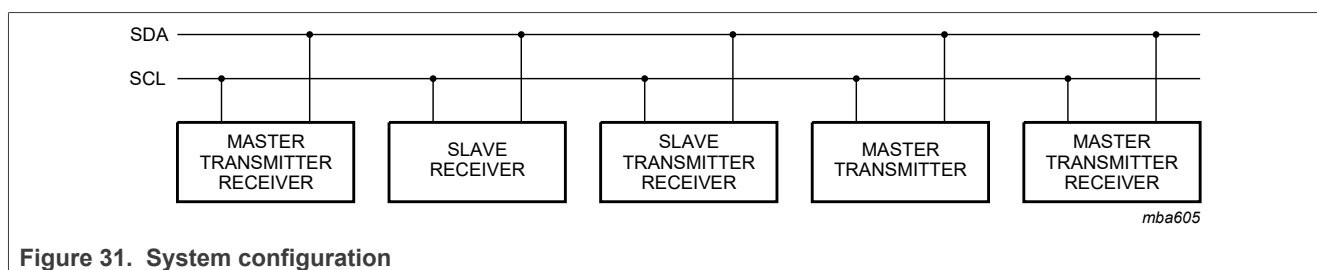 SDA
SCL
MASTER
TRANSMITTER
RECEIVER
SLAVE
RECEIVER
SLAVE
TRANSMITTER
RECEIVER
MASTER
TRANSMITTER
MASTER
TRANSMITTER
RECEIVER
mba605
Figure 31. System configuration